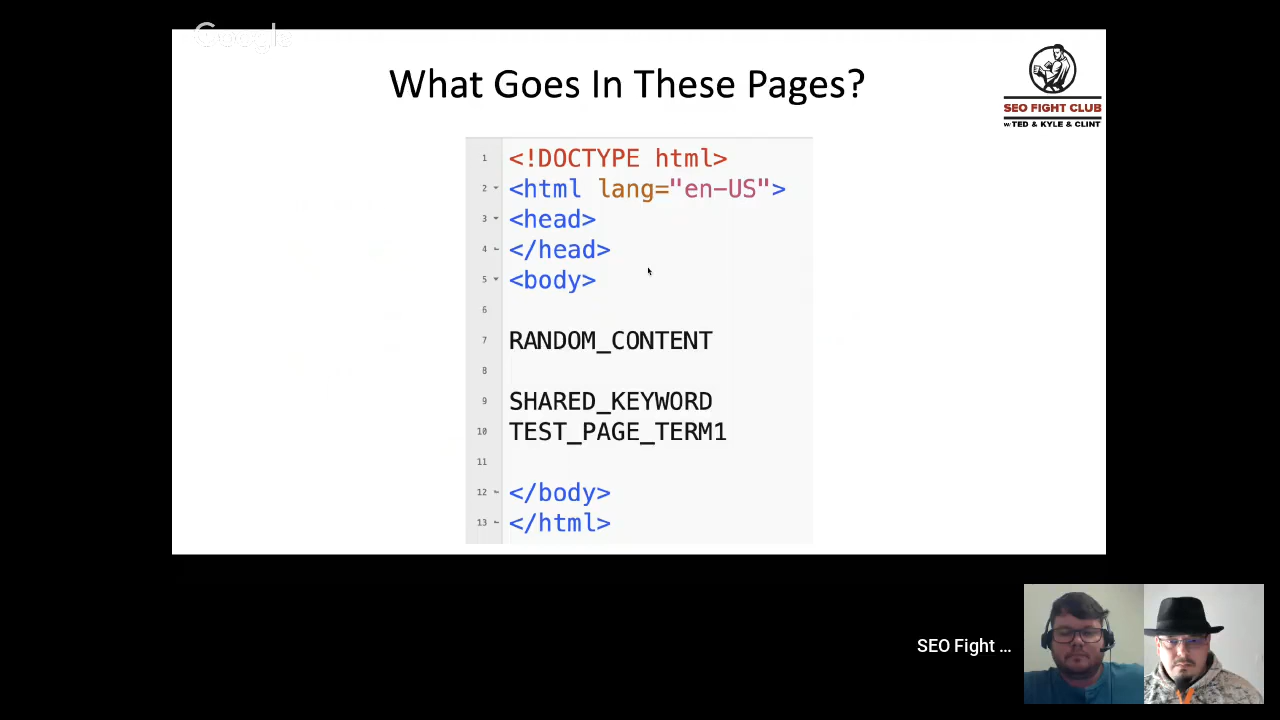 Google
What Goes In These Pages?
SEO FIGHT CLUB
W/ TED & KYLE & CLINT
1 <!DOCTYPE html>
2 <html lang="en-US">
3 <head>
4 </head>
5 <body>
6
7 RANDOM_CONTENT
8
9 SHARED_KEYWORD
10 TEST_PAGE_TERM1
11
12 </body>
13 </html>
SEO Fight ...